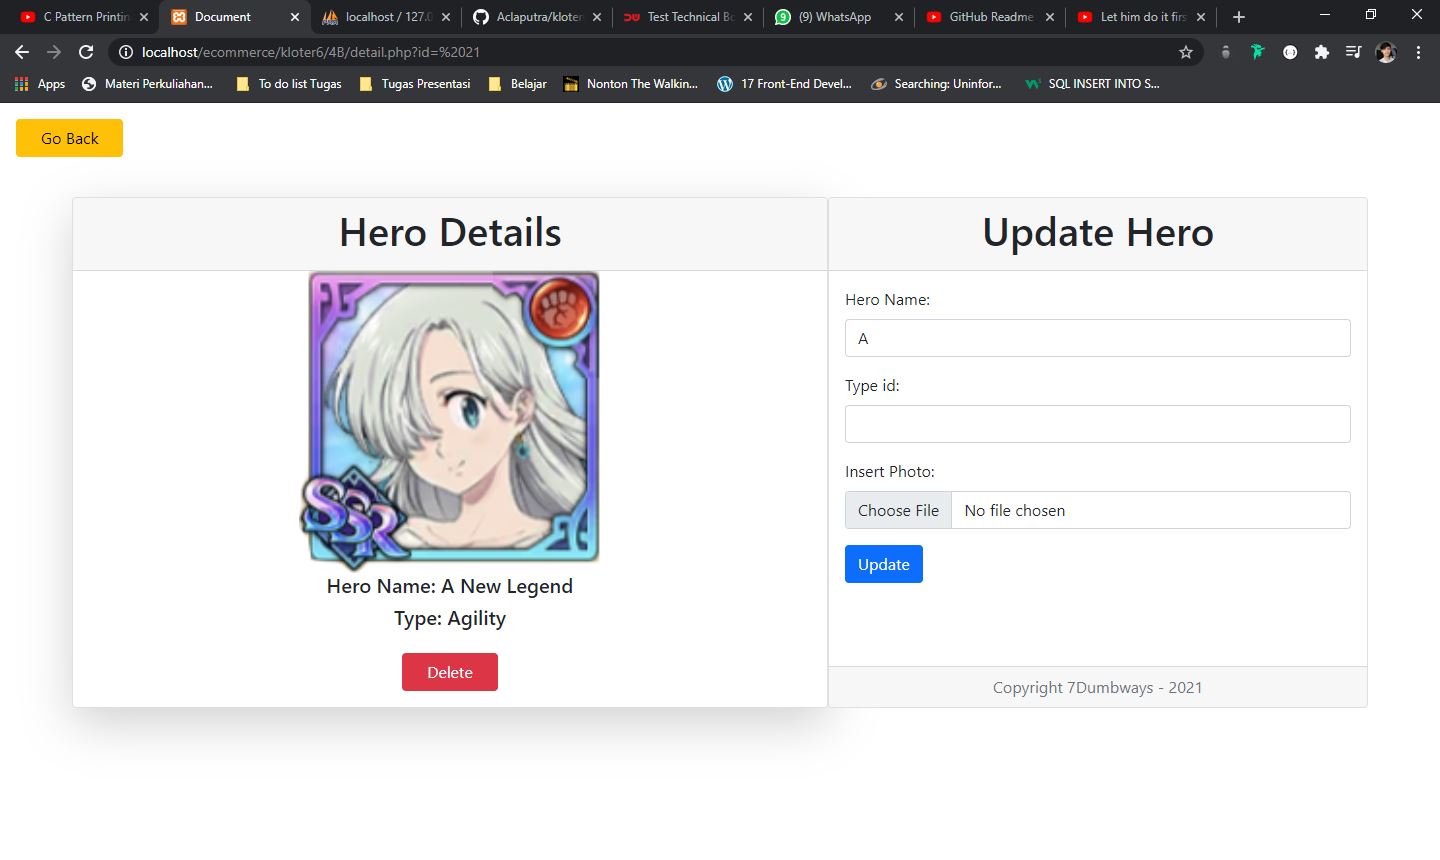 C Pattern Printin
Document
localhost / 127.0
Aclaputra/kloter
Test Technical Bo
(9) WhatsApp
GitHub Readme
Let him do it firs
localhost/ecommerce/kloter6/4B/detail.php?id=%2021
Apps
Materi Perkuliahan...
To do list Tugas
Tugas Presentasi
Belajar
Nonton The Walkin...
17 Front-End Devel...
Searching: Uninfor...
SQL INSERT INTO S...
Go Back
Hero Details
SSR
Hero Name: A New Legend
Type: Agility
Delete
Update Hero
Hero Name:
A
Type id:
Insert Photo:
Choose File No file chosen
Update
Copyright 7Dumbways - 2021